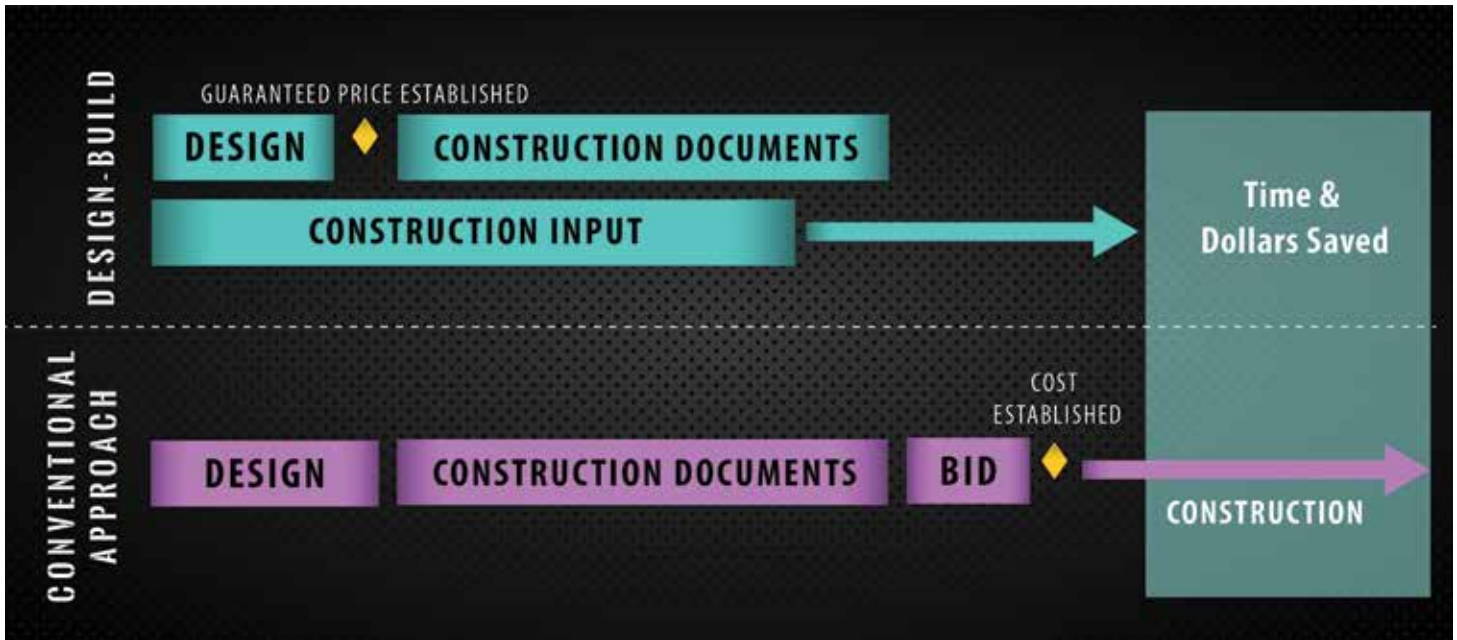 DESIGN-BUILD
GUARANTEED PRICE ESTABLISHED
DESIGN
CONSTRUCTION DOCUMENTS
CONSTRUCTION INPUT
Time &
Dollars Saved
CONVENTIONAL
APPROACH
DESIGN
CONSTRUCTION DOCUMENTS
BID
COST
ESTABLISHED
CONSTRUCTION